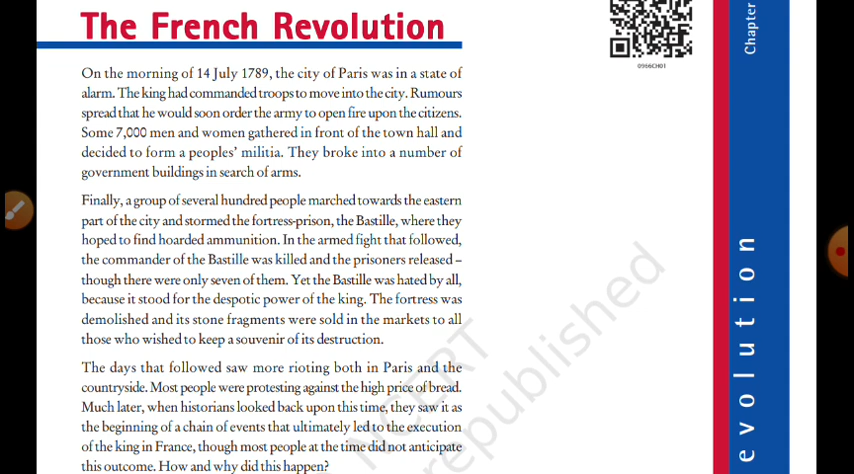 The French Revolution
On the morning of 14 July 1789, the city of Paris was in a state of
alarm. The king had commanded troops to move into the city. Rumours
spread that he would soon order the army to open fire upon the citizens.
Some 7,000 men and women gathered in front of the town hall and
decided to form a peoples' militia. They broke into a number of
government buildings in search of arms.
Finally, a group of several hundred people marched towards the eastern
part of the city and stormed the fortress-prison, the Bastille, where they
hoped to find hoarded ammunition. In the armed fight that followed,
the commander of the Bastille was killed and the prisoners released –
though there were only seven of them. Yet the Bastille was hated by all,
because it stood for the despotic power of the king. The fortress was
demolished and its stone fragments were sold in the markets to all
those who wished to keep a souvenir of its destruction.
The days that followed saw more rioting both in Paris and the
countryside. Most people were protesting against the high price of bread.
Much later, when historians looked back upon this time, they saw it as
the beginning of a chain of events that ultimately led to the execution
of the king in France, though most people at the time did not anticipate
this outcome. How and why did this happen?
0966CH01
Chapter
evolution
NCERT
republished